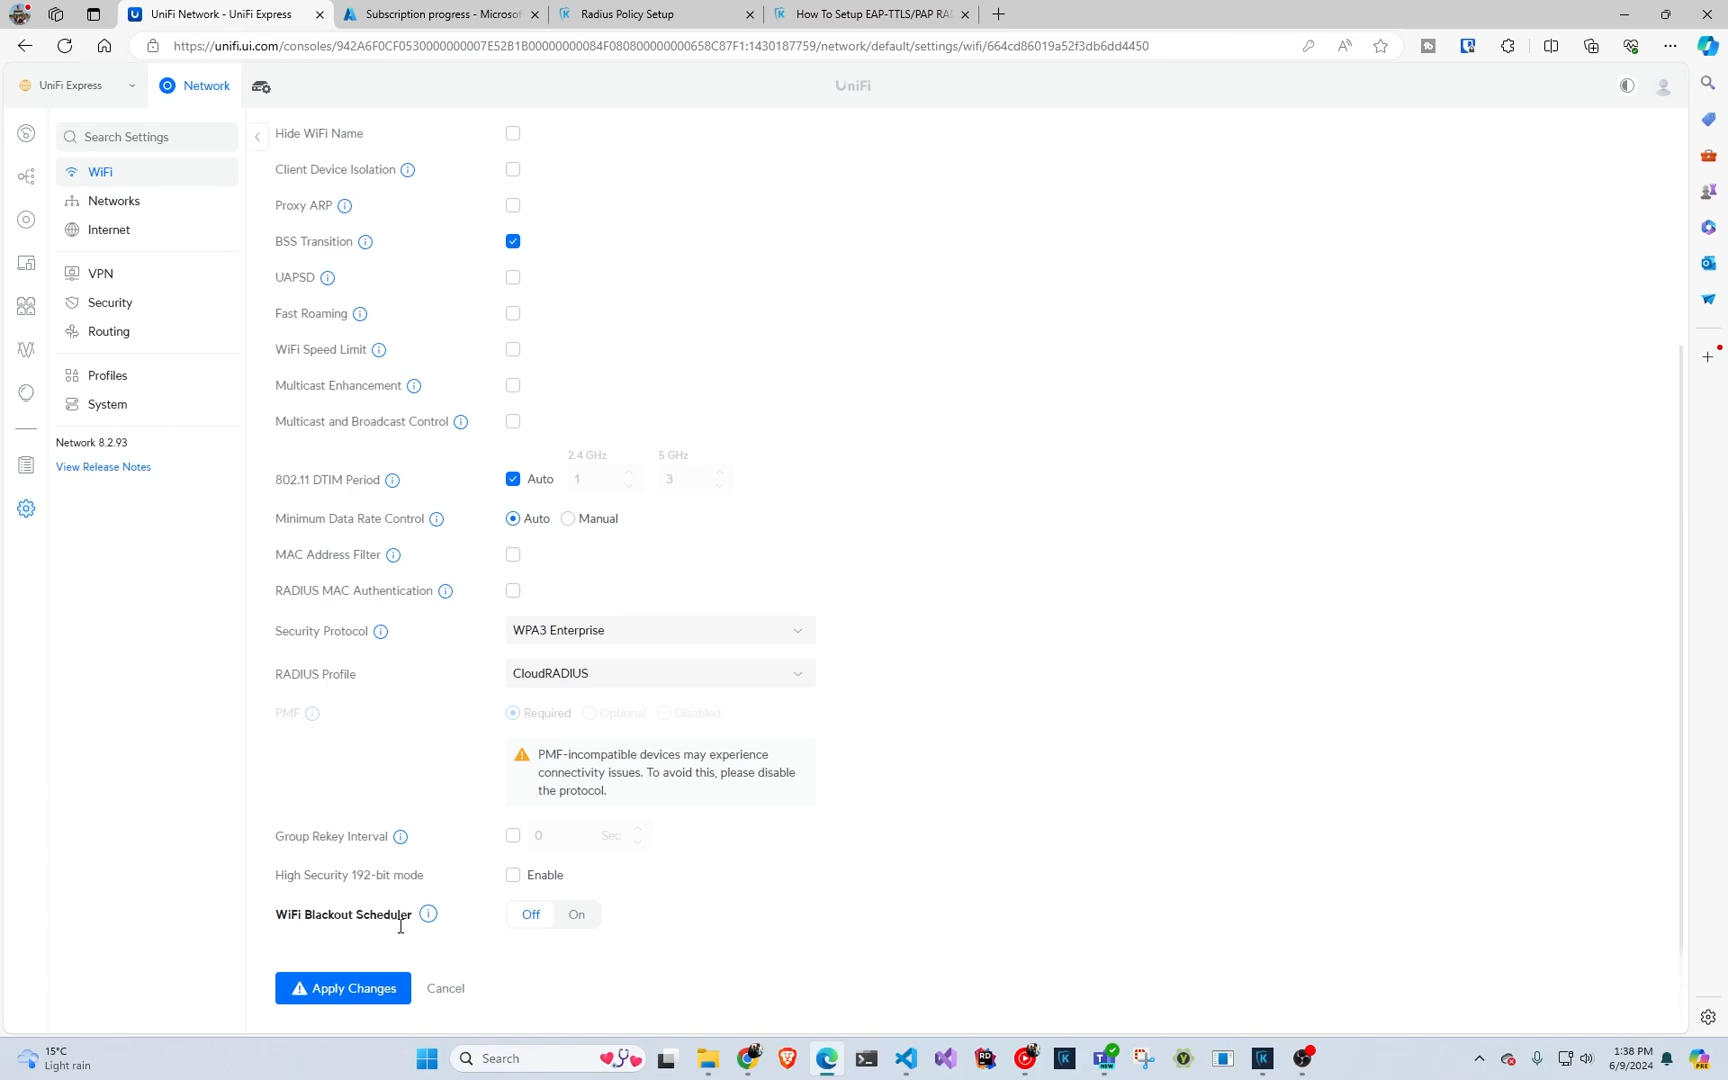 UniFi Network - UniFi Express
Subscription progress - Microsof
Radius Policy Setup
How To Setup EAP-TTLS/PAP RA
https://unifi.ui.com/consoles/942A6F0CF0530000000007E52B1B00000000084F080800000000658C87F1:1430187759/network/default/settings/wifi/664cd86019a52f3db6dd4450
UniFi Express
Network
UniFi
Search Settings
WiFi
Networks
Internet
VPN
Security
Routing
Profiles
System
Network 8.2.93
View Release Notes
Hide WiFi Name
Client Device Isolation
Proxy ARP
BSS Transition
UAPSD
Fast Roaming
WiFi Speed Limit
Multicast Enhancement
Multicast and Broadcast Control
2.4 GHz 5 GHz
802.11 DTIM Period Auto 1 3
Minimum Data Rate Control Auto Manual
MAC Address Filter
RADIUS MAC Authentication
Security Protocol WPA3 Enterprise
RADIUS Profile CloudRADIUS
PMF Required Optional Disabled
PMF-incompatible devices may experience
connectivity issues. To avoid this, please disable
the protocol.
Group Rekey Interval 0 Sec
High Security 192-bit mode Enable
WiFi Blackout Scheduler Off On
Apply Changes Cancel
15°C
Light rain
Search
1:38 PM
6/9/2024